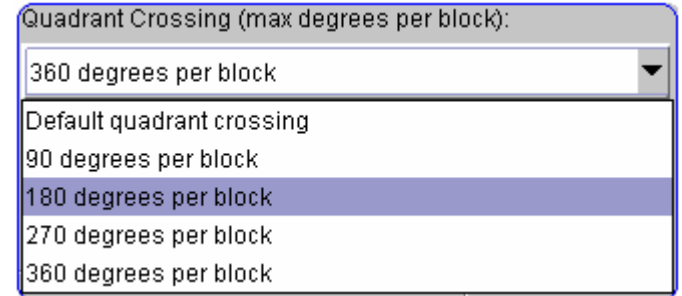 Quadrant Crossing (max degrees per block):
360 degrees per block
Default quadrant crossing
90 degrees per block
180 degrees per block
270 degrees per block
360 degrees per block